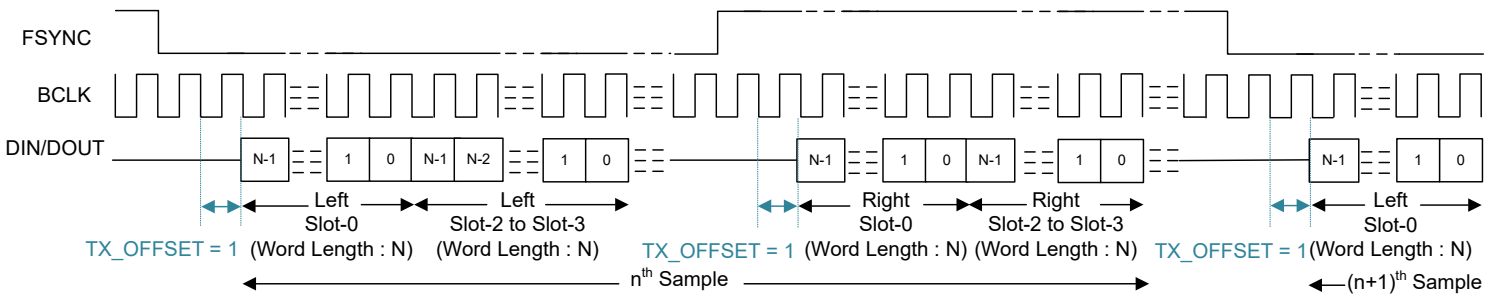 FSYNC
BCLK
DIN/DOUT
N-1 1 0 N-1 N-2 1 0 N-1 1 0 N-1 1 0 N-1 1 0
Left Left Right Right Left
Slot-0 Slot-2 to Slot-3 Slot-0 Slot-2 to Slot-3 Slot-0
TX_OFFSET = 1 (Word Length : N) (Word Length : N) TX_OFFSET = 1 (Word Length : N) (Word Length : N) TX_OFFSET = 1 (Word Length : N)
nth Sample (n+1)th Sample